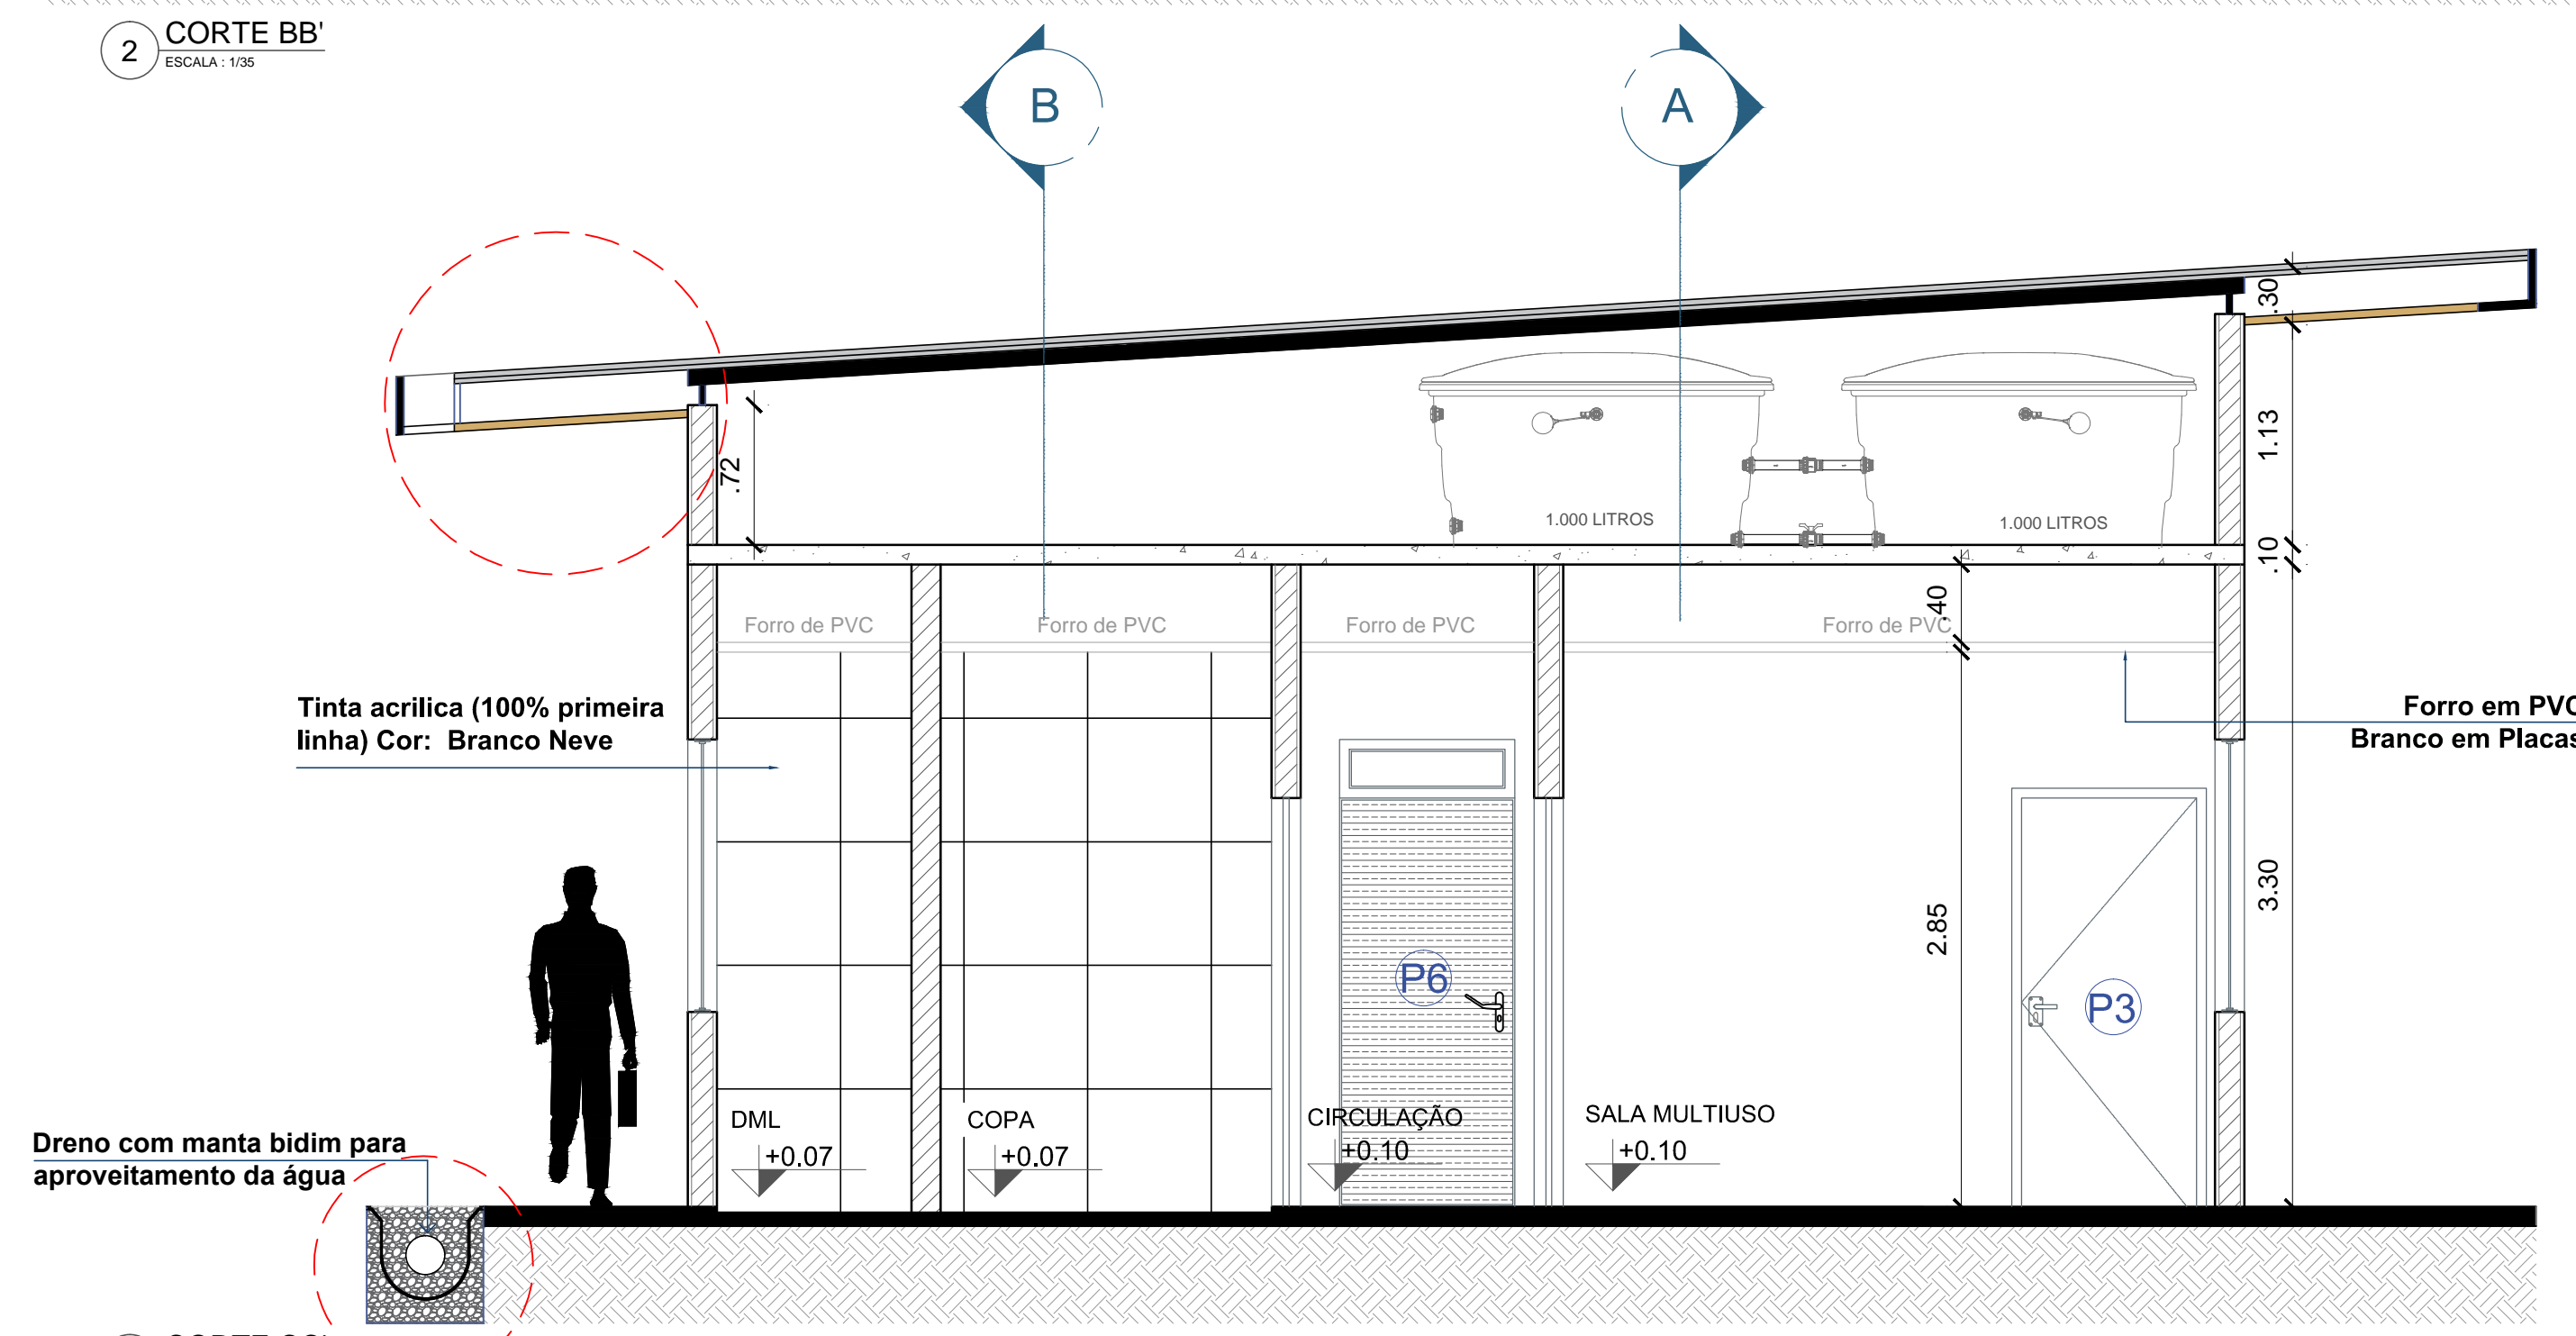 2
CORTE BB'
ESCALA : 1/35
B
A
.30
1.13
.72
1.000 LITROS
1.000 LITROS
.10
.40
Forro de PVC
Forro de PVC
Forro de PVC
Forro de PVC
Tinta acrilica (100% primeira
linha) Cor: Branco Neve
Forro em PVC
Branco em Placas
3.30
2.85
P6
P3
DML
+0.07
COPA
+0.07
CIRCULAÇÃO
+0.10
SALA MULTIUSO
+0.10
Dreno com manta bidim para
aproveitamento da água